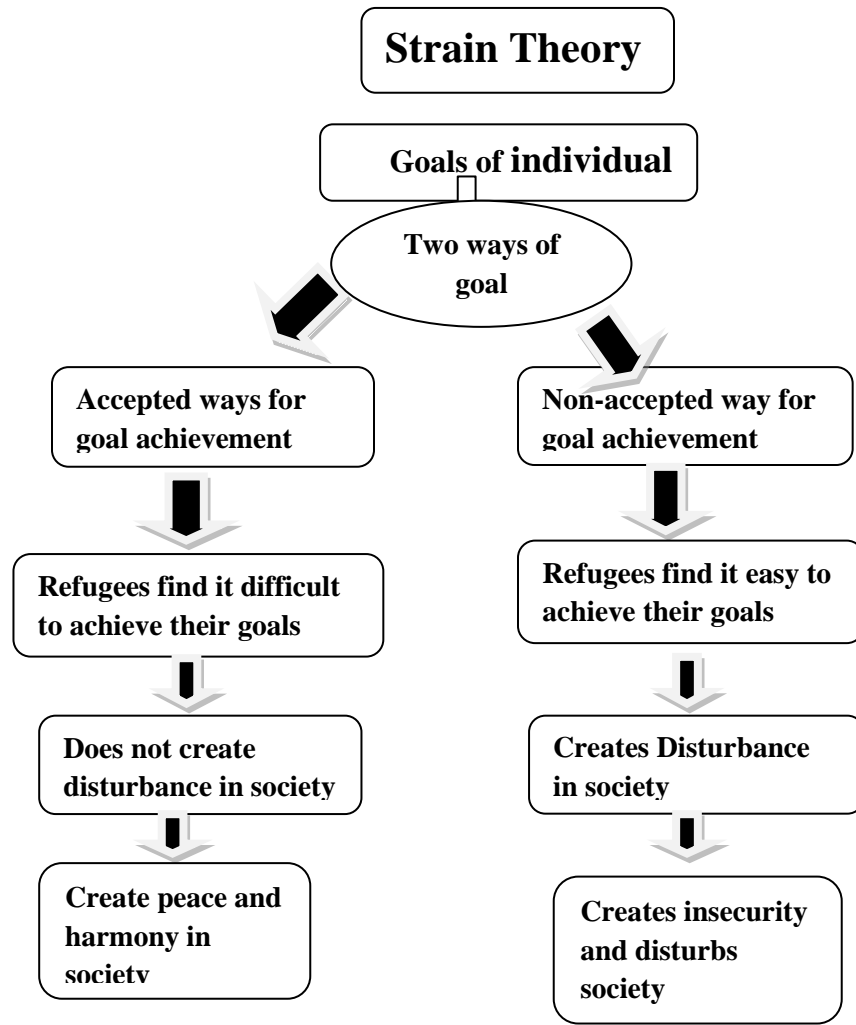 Strain Theory
Goals of individual
Two ways of
goal
Accepted ways for
goal achievement
Non-accepted way for
goal achievement
Refugees find it difficult
to achieve their goals
Refugees find it easy to
achieve their goals
Does not create
disturbance in society
Creates Disturbance
in society
Create peace and
harmony in
society
Creates insecurity
and disturbs
society